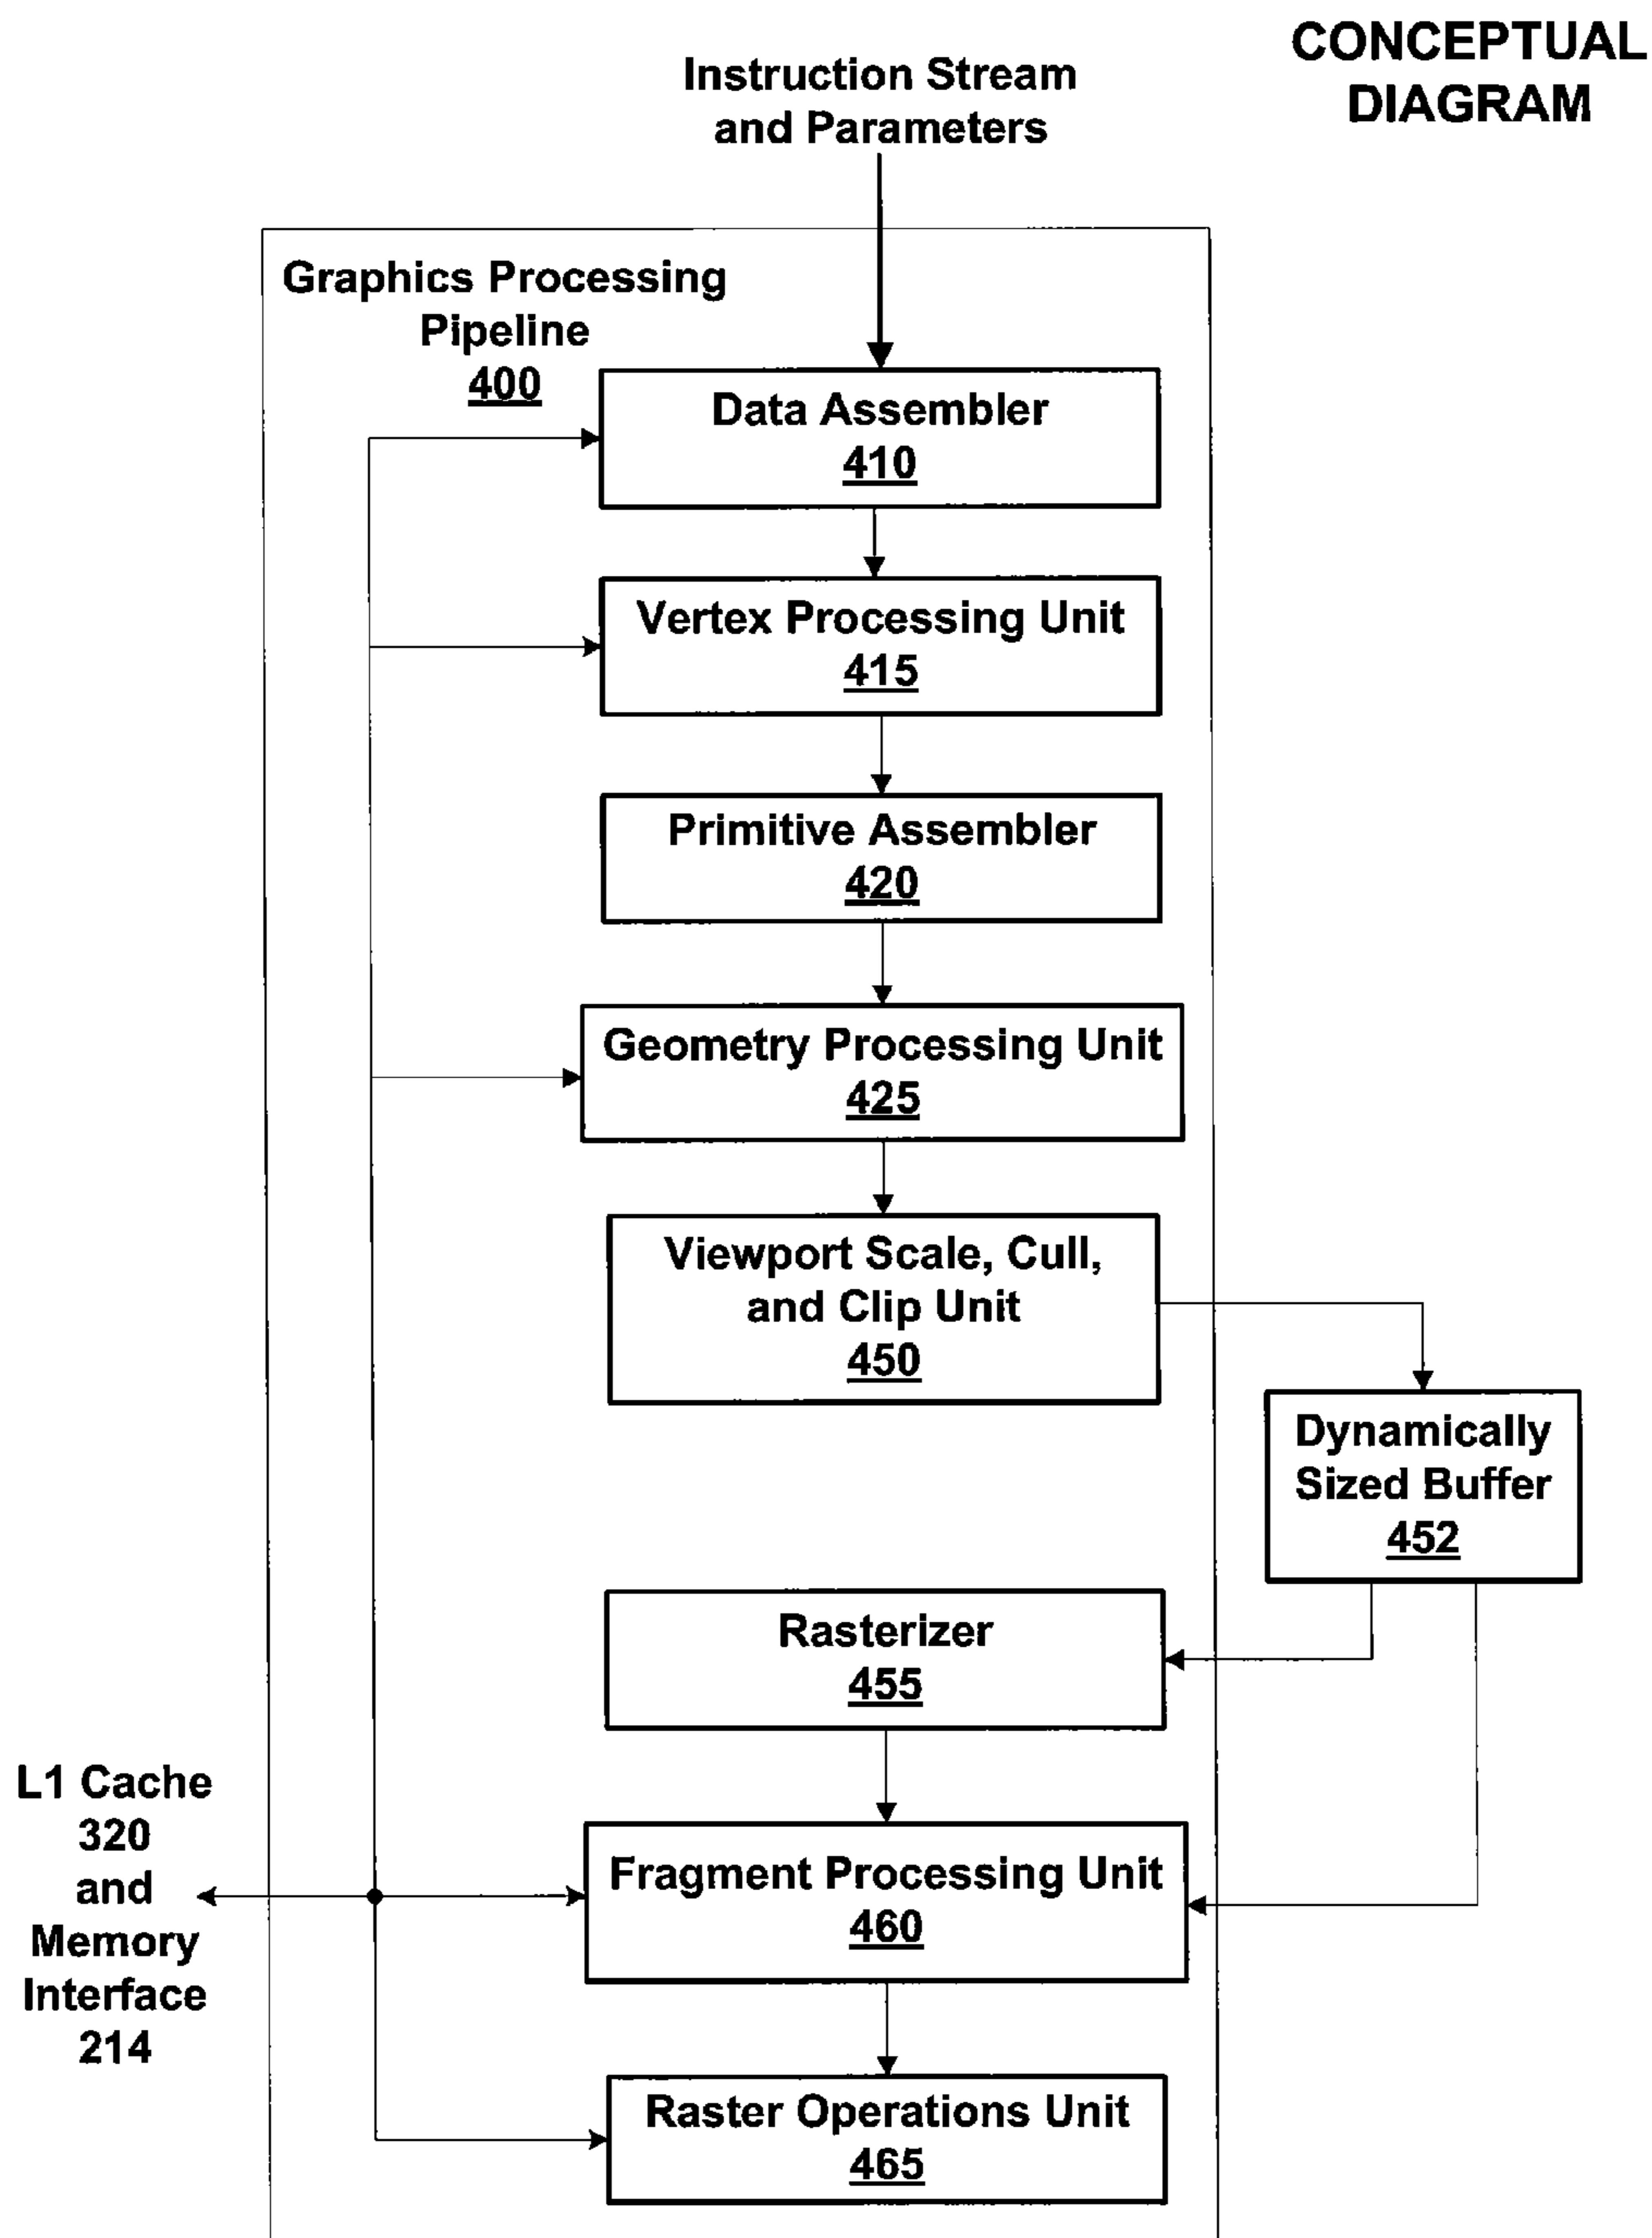 CONCEPTUAL
DIAGRAM
Instruction Stream
and Parameters
Graphics Processing
Pipeline
400
Data Assembler
410
Vertex Processing Unit
415
Primitive Assembler
420
Geometry Processing Unit
425
Viewport Scale, Cull,
and Clip Unit
450
Dynamically
Sized Buffer
452
Rasterizer
455
L1 Cache
320
and
Memory
Interface
214
Fragment Processing Unit
460
Raster Operations Unit
465